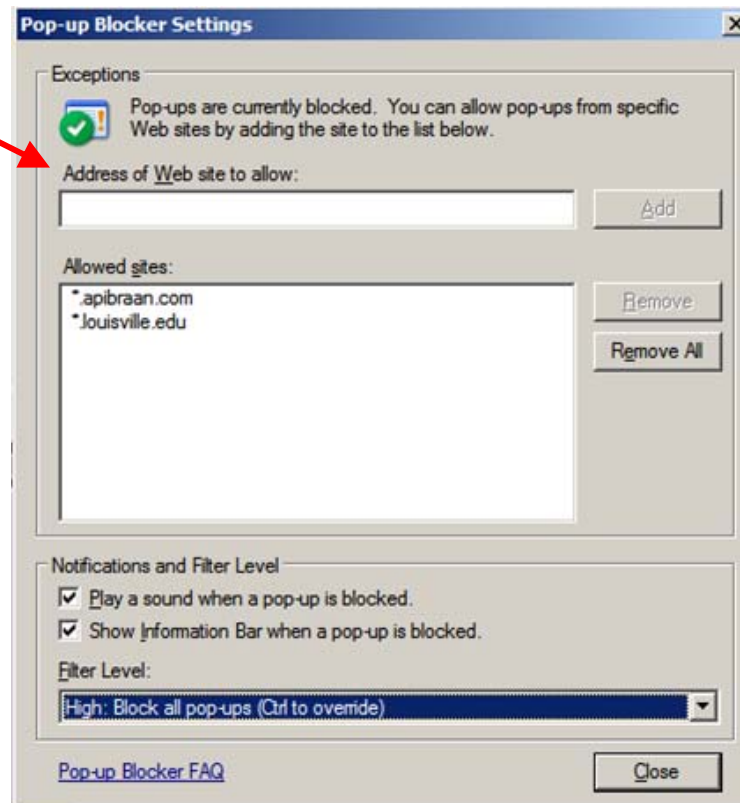 Pop-up Blocker Settings
Exceptions
Pop-ups are currently blocked. You can allow pop-ups from specific
Web sites by adding the site to the list below.
Address of Web site to allow:
Add
Allowed sites:
*.apibraan.com
*.louisville.edu
Remove
Remove All
Notifications and Filter Level
Play a sound when a pop-up is blocked.
Show Information Bar when a pop-up is blocked.
Filter Level:
High: Block all pop-ups (Ctrl to override)
Pop-up Blocker FAQ
Close